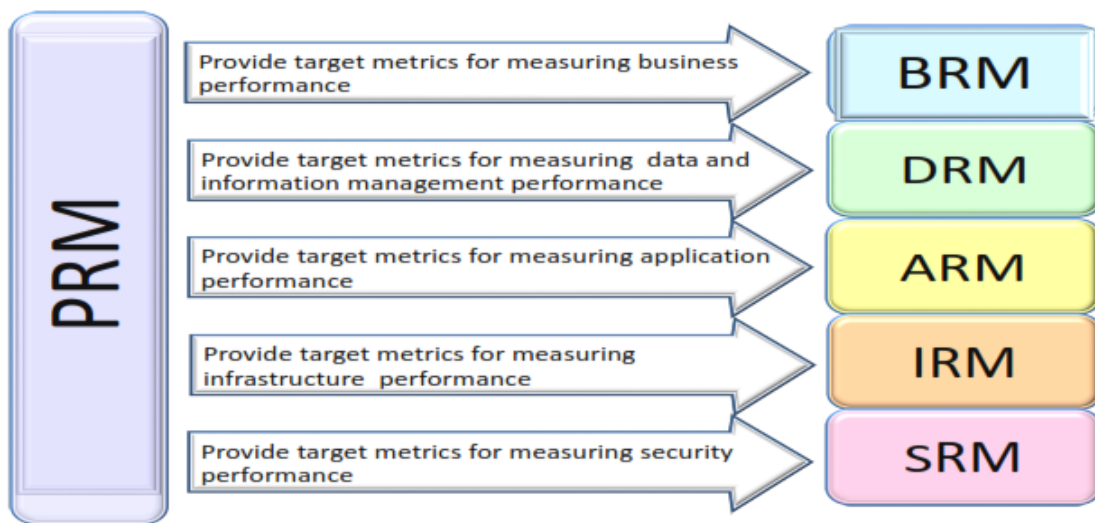 PRM
Provide target metrics for measuring business
performance
BRM
Provide target metrics for measuring data and
information management performance
DRM
Provide target metrics for measuring application
performance
ARM
Provide target metrics for measuring
infrastructure performance
IRM
Provide target metrics for measuring security
performance
sRM